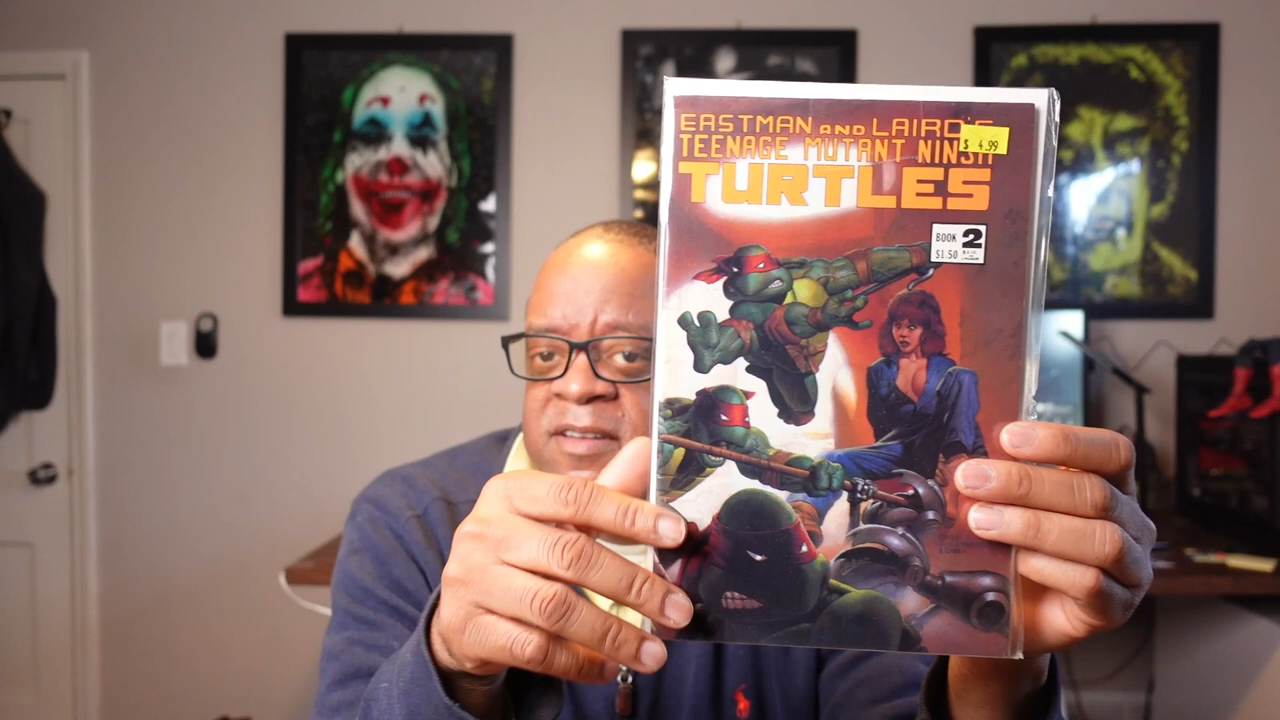 EASTMAN AND LAIRD'S
$ 4.99
TEENAGE MUTANT NINJA
TURTLES
BOOK 2
$1.50